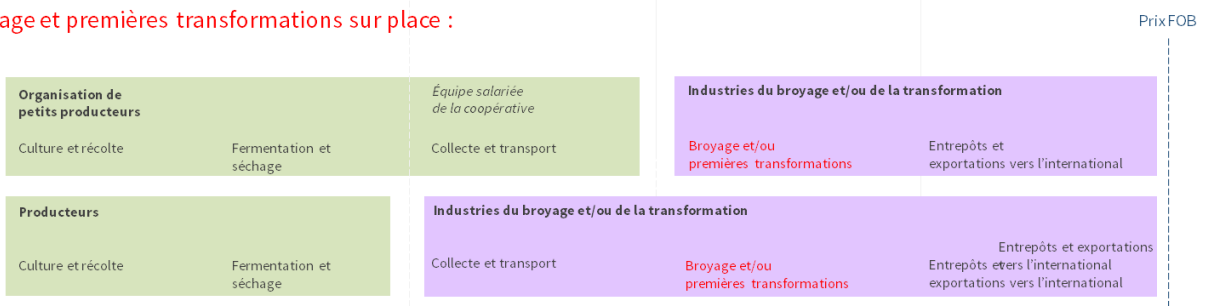 age et premières transformations sur place :
Prix FOB
Organisation de
petits producteurs
Équipe salariée
de la coopérative
Industries du broyage et/ou de la transformation
Culture et récolte
Fermentation et
séchage
Collecte et transport
Broyage et/ou
premières transformations
Entrepôts et
exportations vers l'international
Producteurs
Industries du broyage et/ou de la transformation
Culture et récolte
Fermentation et
séchage
Collecte et transport
Broyage et/ou
premières transformations
Entrepôts et exportations
vers l'international
Entrepôts et
exportations vers l'international